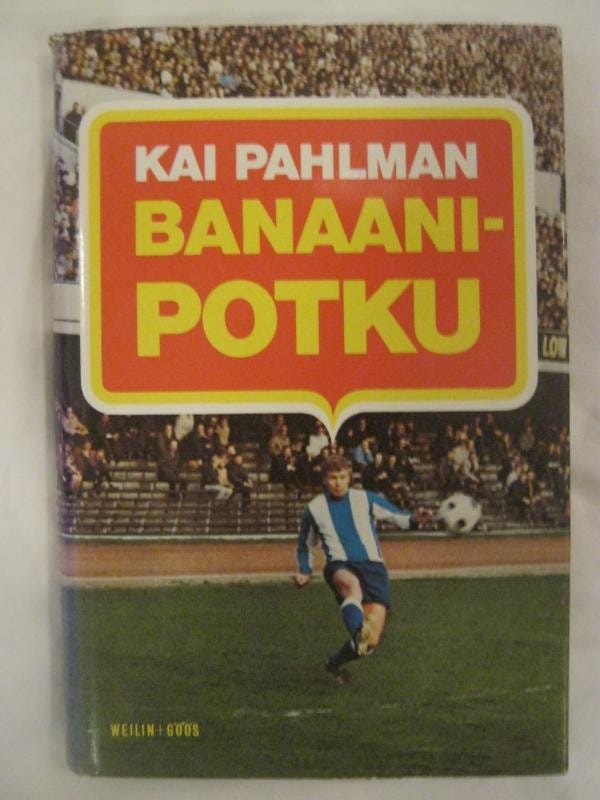 KAI PAHLMAN
BANAANI-
POTKU
LOW
WEILIN+GÖÖS